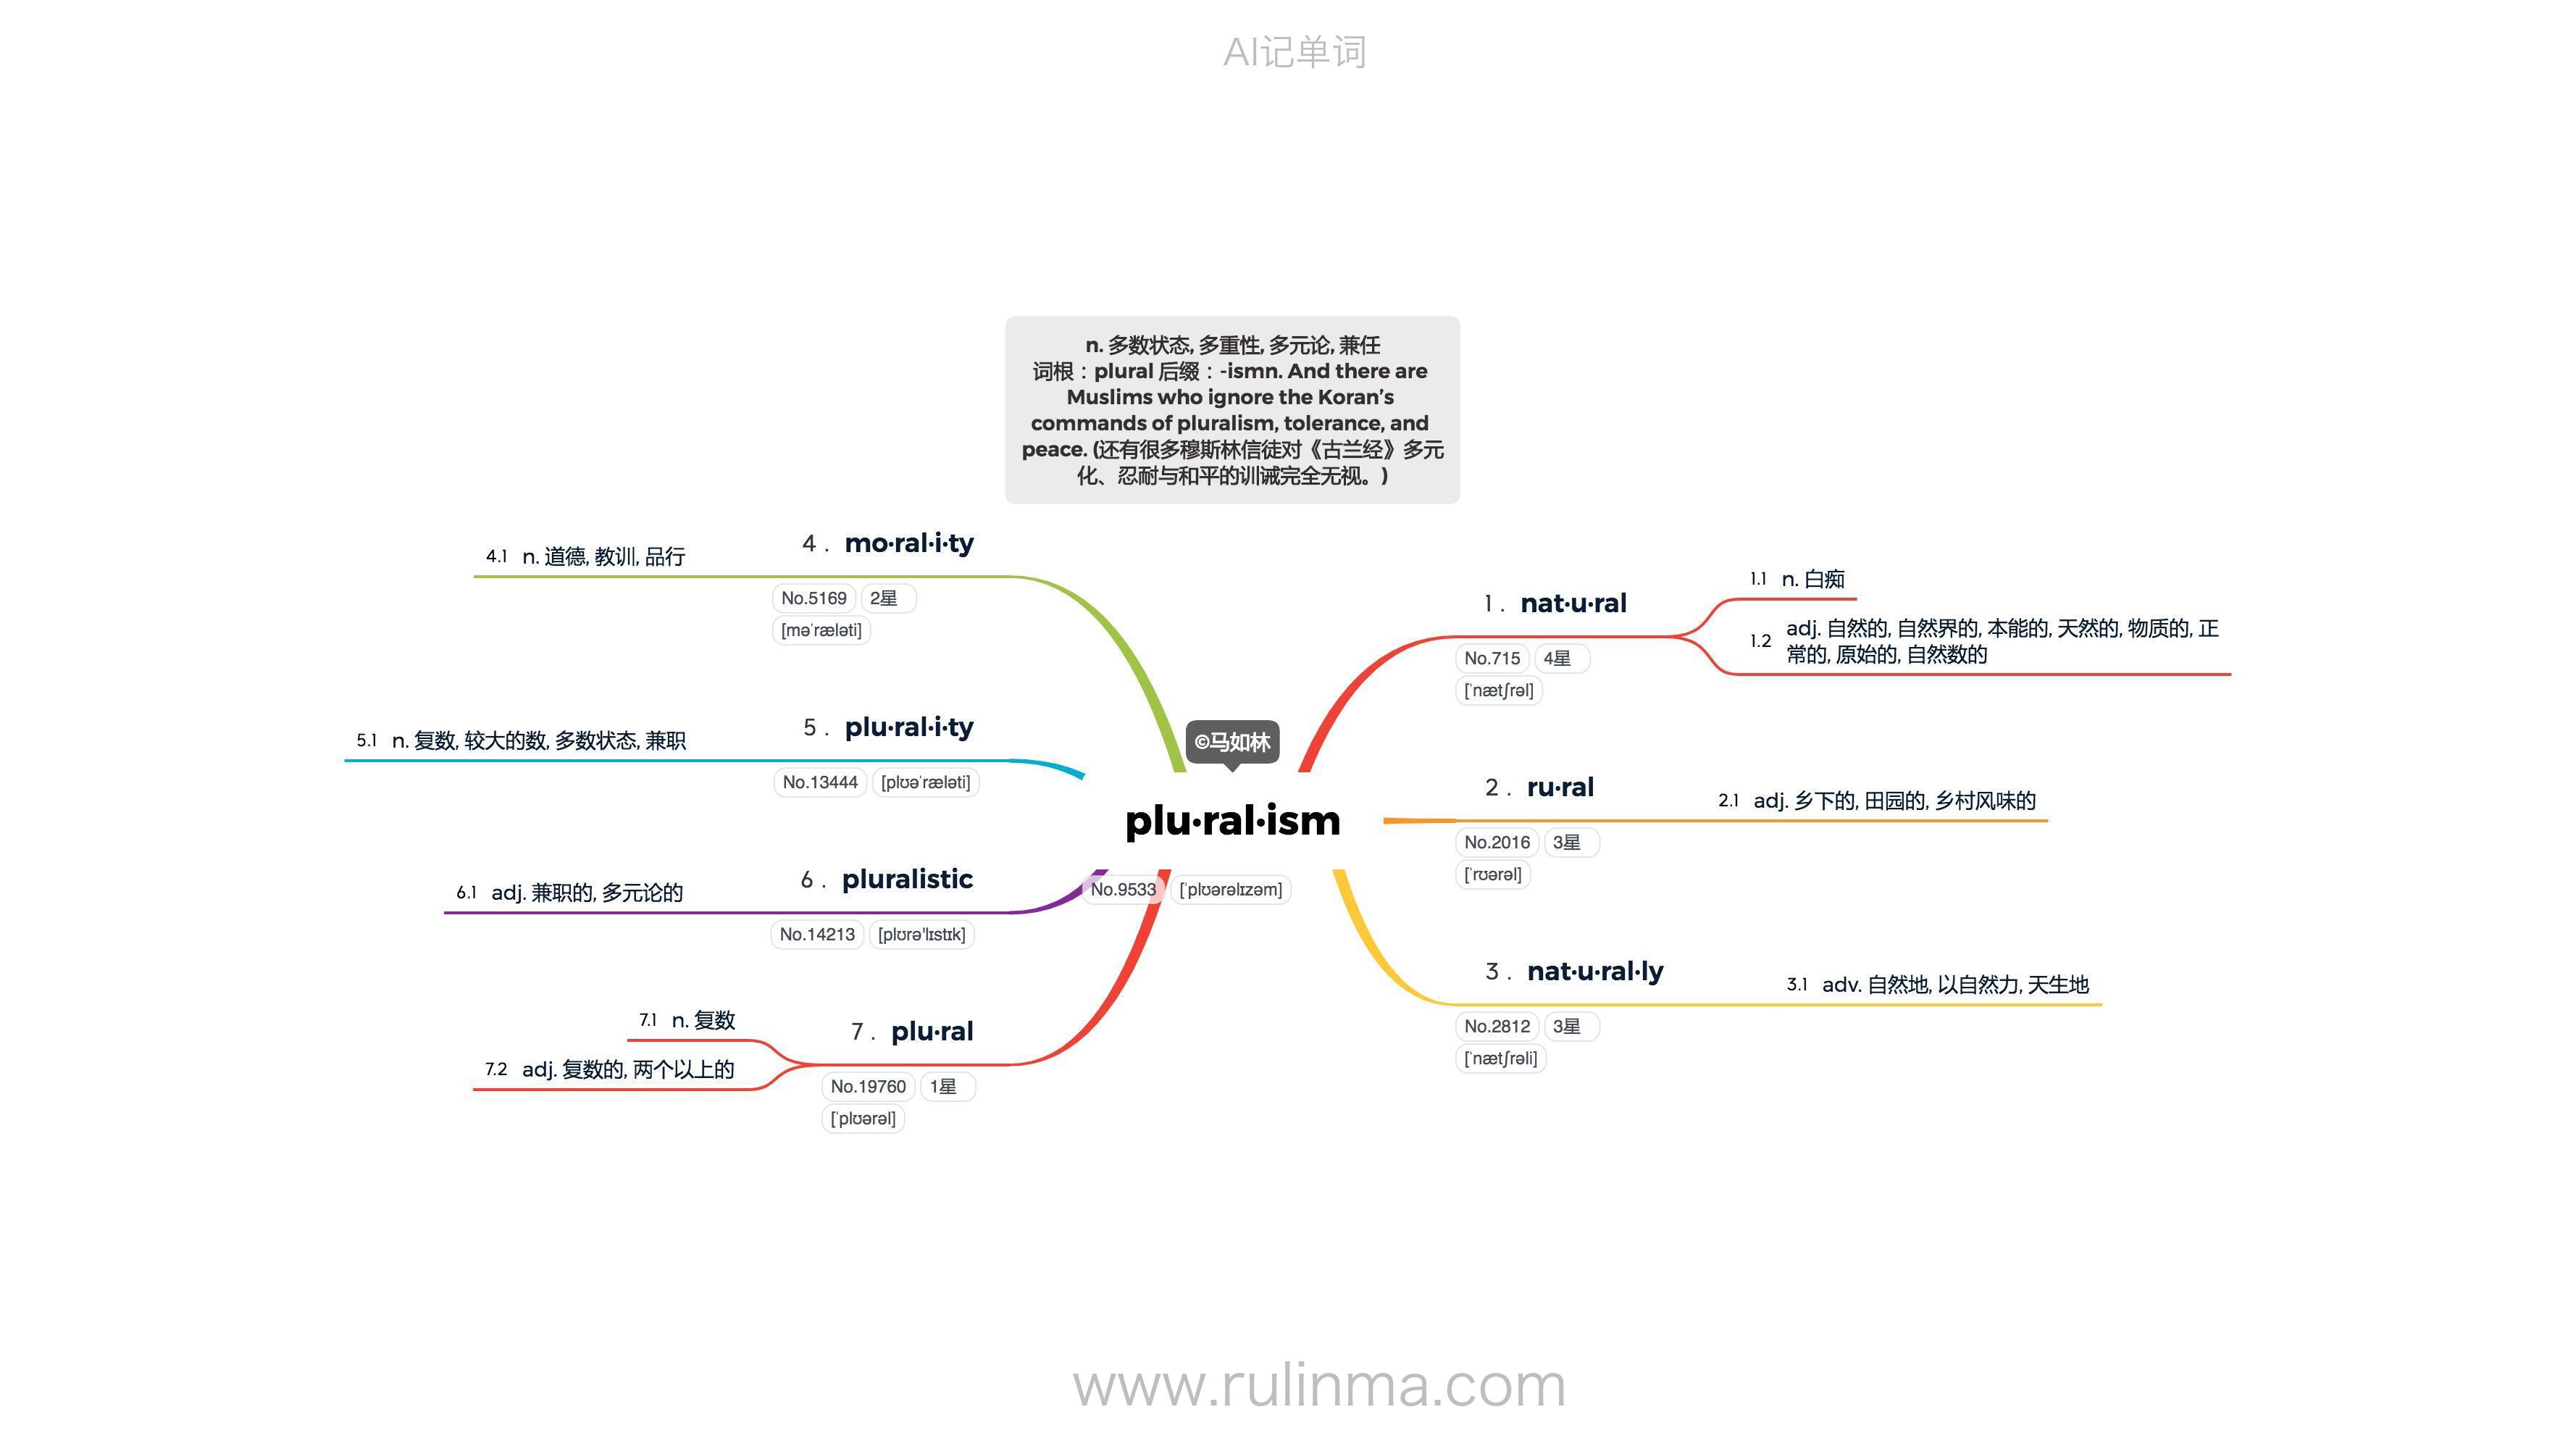 AI记单词
n. 多数状态, 多重性, 多元论, 兼任
词根：plural 后缀：-ismn. And there are
Muslims who ignore the Koran’s
commands of pluralism, tolerance, and
peace. (还有很多穆斯林信徒对《古兰经》多元
化、忍耐与和平的训诫完全无视。)
©马如林
plu·ral·ism
No.9533 [ˈplʊərəlɪzəm]
1. nat·u·ral
No.715 4星
[ˈnætʃrəl]
1.1 n. 白痴
1.2 adj. 自然的, 自然界的, 本能的, 天然的, 物质的, 正
常的, 原始的, 自然数的
2. ru·ral
No.2016 3星
[ˈrʊərəl]
2.1 adj. 乡下的, 田园的, 乡村风味的
3. nat·u·ral·ly
No.2812 3星
[ˈnætʃrəli]
3.1 adv. 自然地, 以自然力, 天生地
4. mo·ral·i·ty
No.5169 2星
[məˈræləti]
4.1 n. 道德, 教训, 品行
5. plu·ral·i·ty
No.13444 [plʊəˈræləti]
5.1 n. 复数, 较大的数, 多数状态, 兼职
6. pluralistic
No.14213 [plʊrə'lɪstɪk]
6.1 adj. 兼职的, 多元论的
7. plu·ral
No.19760 1星
[ˈplʊərəl]
7.1 n. 复数
7.2 adj. 复数的, 两个以上的
www.rulinma.com